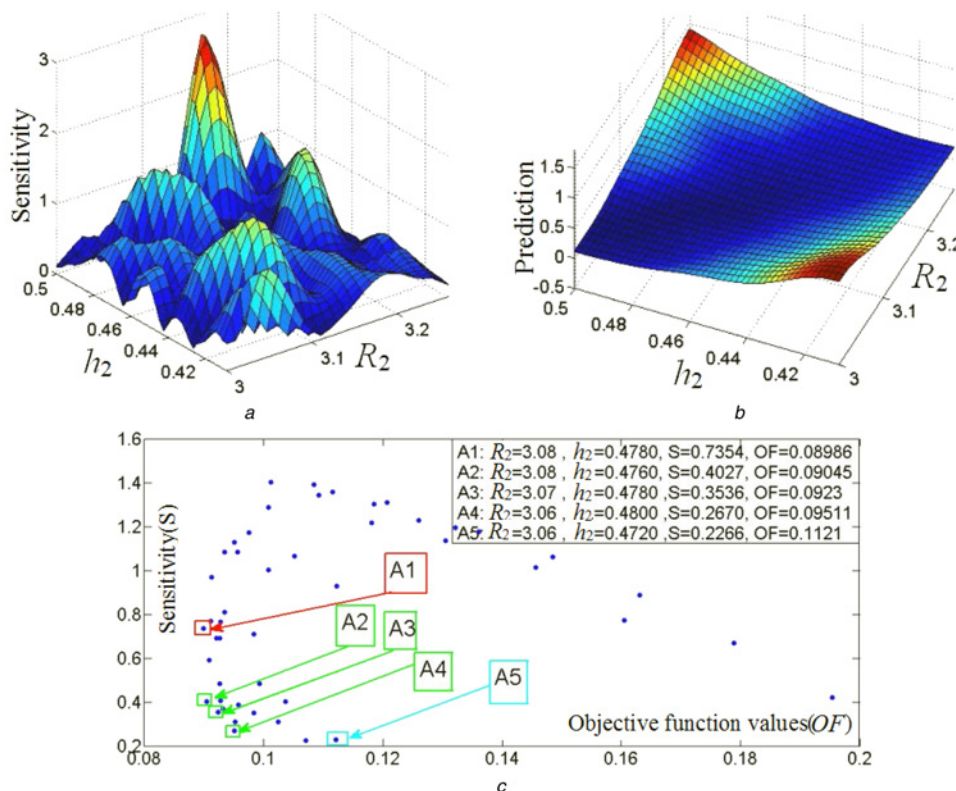 3
2
1
0
Sensitivity
0.5
0.48
0.46
0.44
0.42
h₂
3
3.1
3.2
R₂
a
1.5
1
0.5
0
-0.5
Prediction
0.5
0.48
0.46
0.44
0.42
h₂
3
3.1
3.2
R₂
b
1.6
1.4
1.2
1
0.8
0.6
0.4
0.2
Sensitivity(S)
A1: R₂=3.08 , h₂=0.4780, S=0.7354, OF=0.08986
A2: R₂=3.08 , h₂=0.4760, S=0.4027, OF=0.09045
A3: R₂=3.07 , h₂=0.4780, S=0.3536, OF=0.0923
A4: R₂=3.06 , h₂=0.4800, S=0.2670, OF=0.09511
A5: R₂=3.06 , h₂=0.4720, S=0.2266, OF=0.1121
A1
A2
A3
A4
A5
Objective function values(OF)
0.08
0.1
0.12
0.14
0.16
0.18
0.2
c